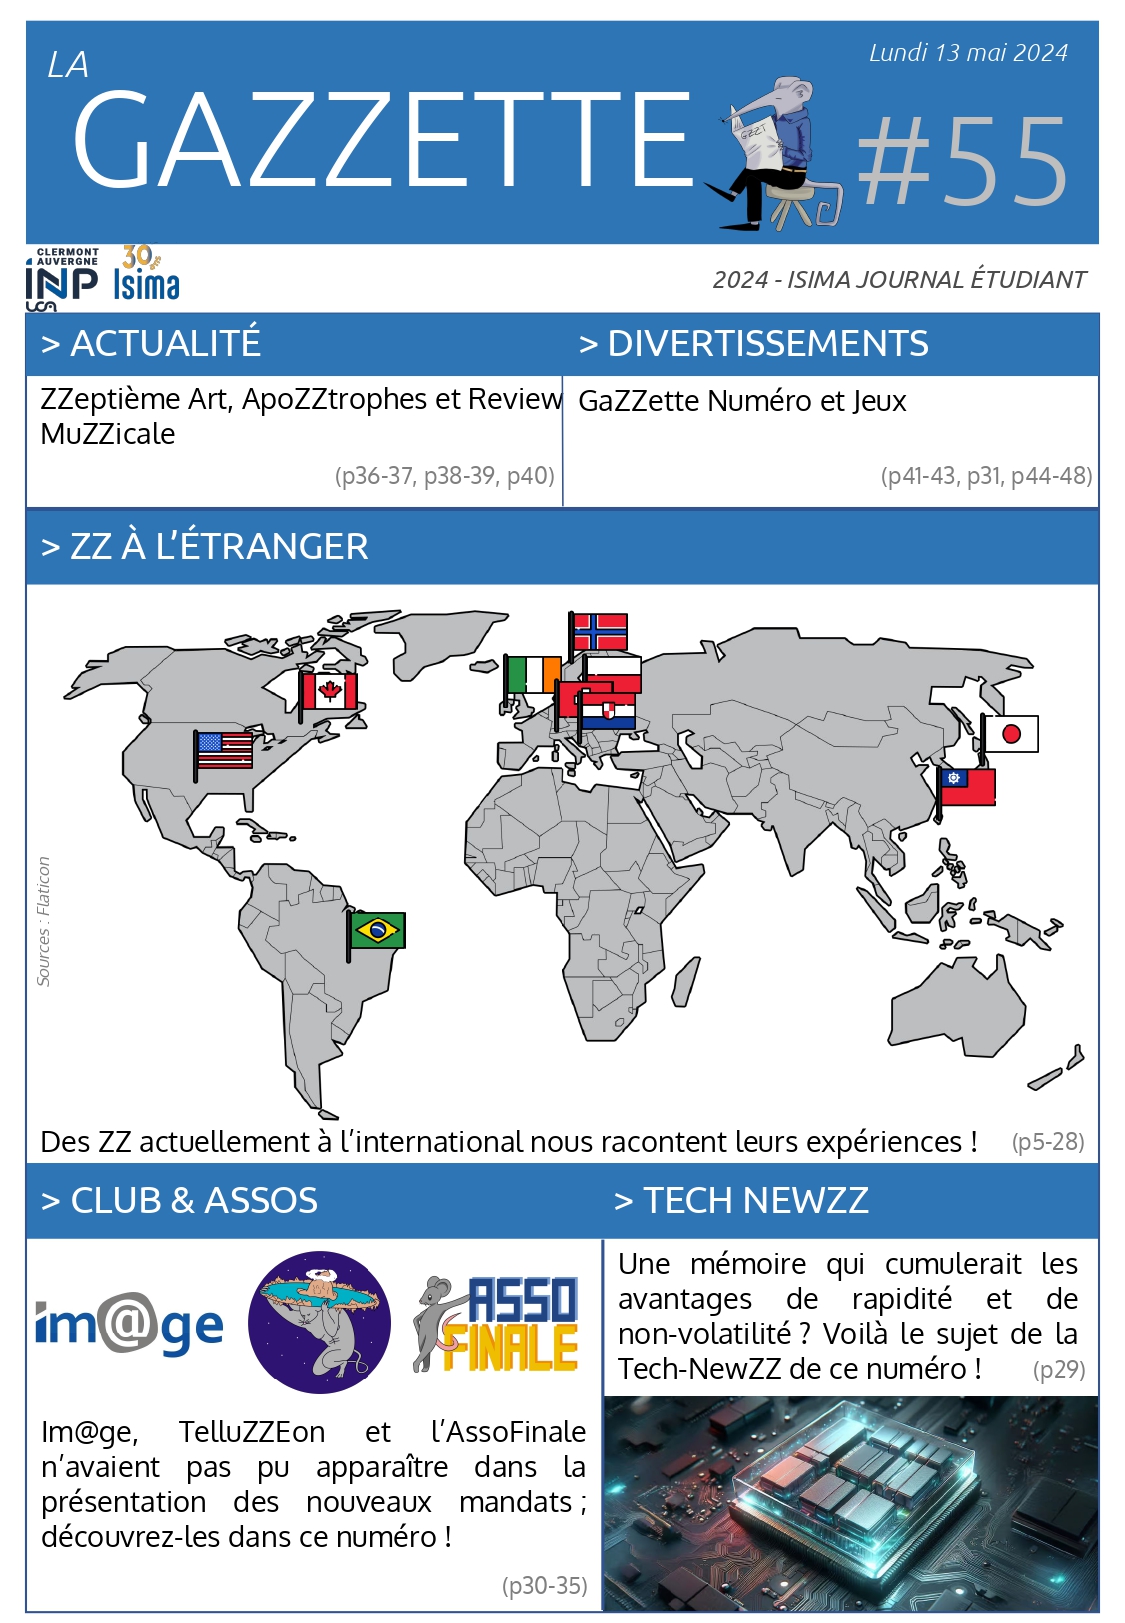 LA
Lundi 13 mai 2024
GAZZETTE
GZZT
#55
CLERMONT
AUVERGNE
INP
UCA
30
ans
Isima
2024 - ISIMA JOURNAL ÉTUDIANT
> ACTUALITÉ
ZZeptième Art, ApoZZtrophes et Review
MuZZicale
(p36-37, p38-39, p40)
> DIVERTISSEMENTS
GaZZette Numéro et Jeux
(p41-43, p31, p44-48)
> ZZ À L’ÉTRANGER
Sources : Flaticon
Des ZZ actuellement à l’international nous racontent leurs expériences !
(p5-28)
> CLUB & ASSOS
im@ge
ASSO
FINALE
Im@ge, TelluZZEon et l’AssoFinale
n’avaient pas pu apparaître dans la
présentation des nouveaux mandats ;
découvrez-les dans ce numéro !
(p30-35)
> TECH NEWZZ
Une mémoire qui cumulerait les
avantages de rapidité et de
non-volatilité ? Voilà le sujet de la
Tech-NewZZ de ce numéro !
(p29)